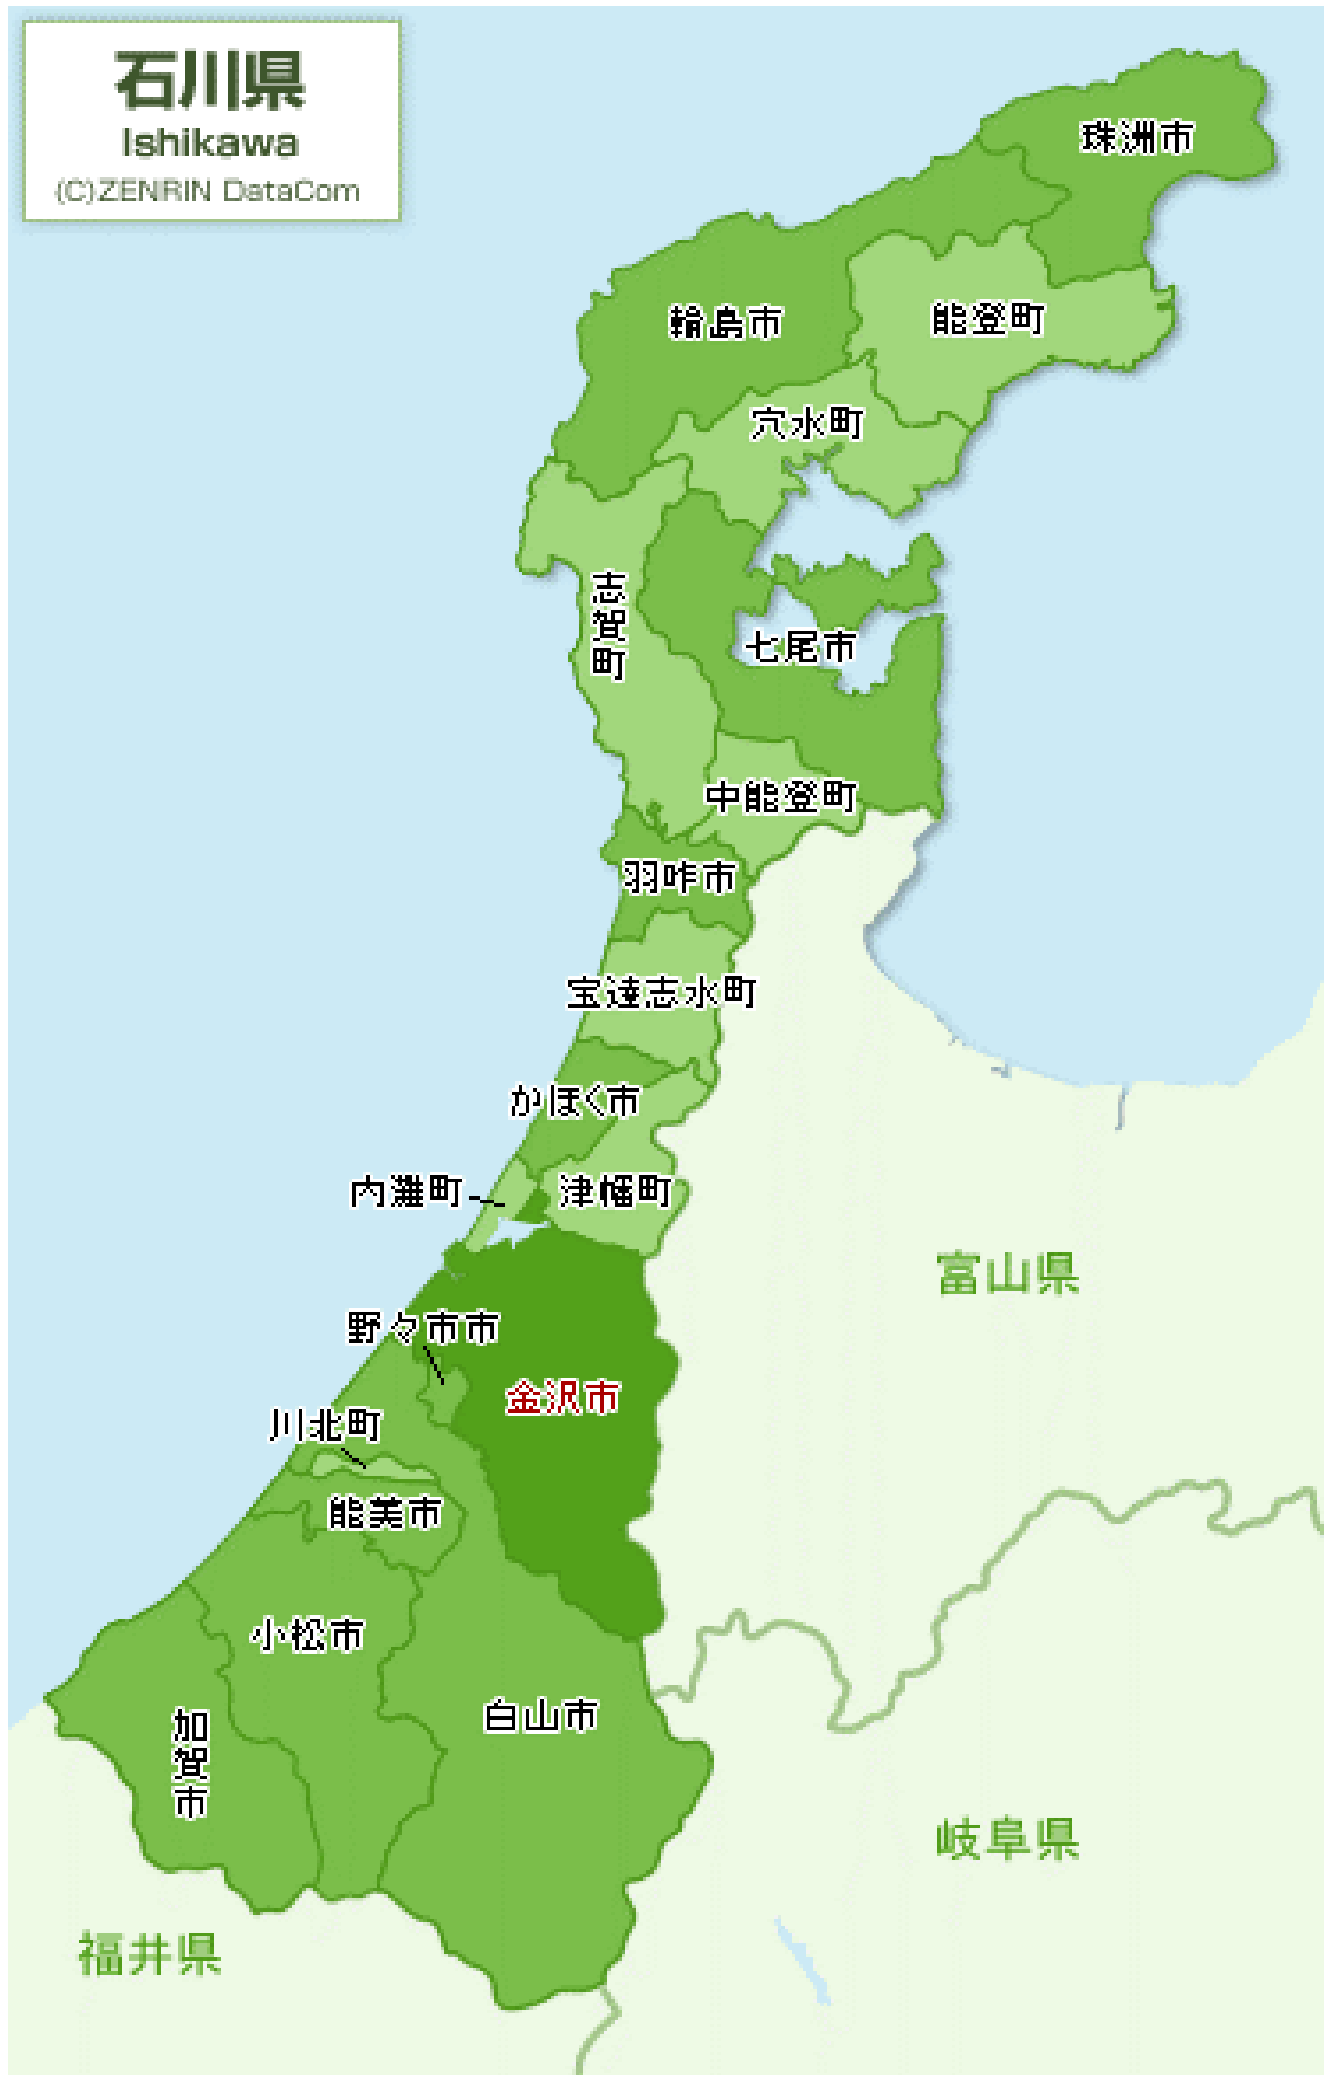 石川県
Ishikawa
(C)ZENRIN DataCom
珠洲市
輪島市
能登町
穴水町
志賀町
七尾市
中能登町
羽咋市
宝達志水町
かほく市
内灘町
津幡町
富山県
野々市市
金沢市
川北町
能美市
小松市
白山市
加賀市
岐阜県
福井県